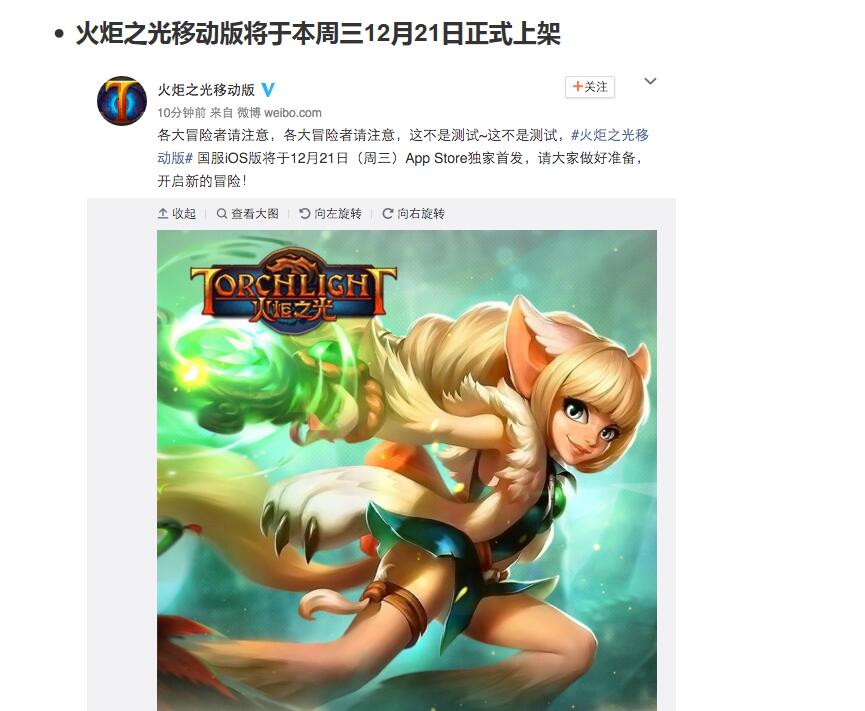 火炬之光移动版将于本周三12月21日正式上架
火炬之光移动版
+关注
10分钟前 来自 微博 weibo.com
各大冒险者请注意，各大冒险者请注意，这不是测试~这不是测试，#火炬之光移
动版# 国服iOS版将于12月21日（周三）App Store独家首发，请大家做好准备，
开启新的冒险！
收起 查看大图 向左旋转 向右旋转
TORCHLIGHT
火炬之光